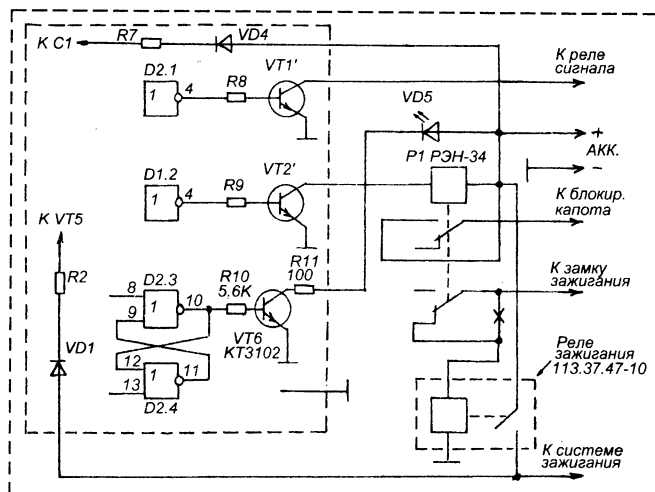 К С1
R7
VD4
К реле
сигнала
D2.1
1
4
R8
VT1'
VD5
+
АКК.
-
Р1 РЭН-34
D1.2
1
4
R9
VT2'
К блокир.
капота
К VT5
R2
VD1
D2.3
8
9
1
10
R10
5.6К
R11
100
VT6
КТ3102
12
13
1
11
D2.4
К замку
зажигания
Реле
зажигания
113.37.47-10
К системе
зажигания